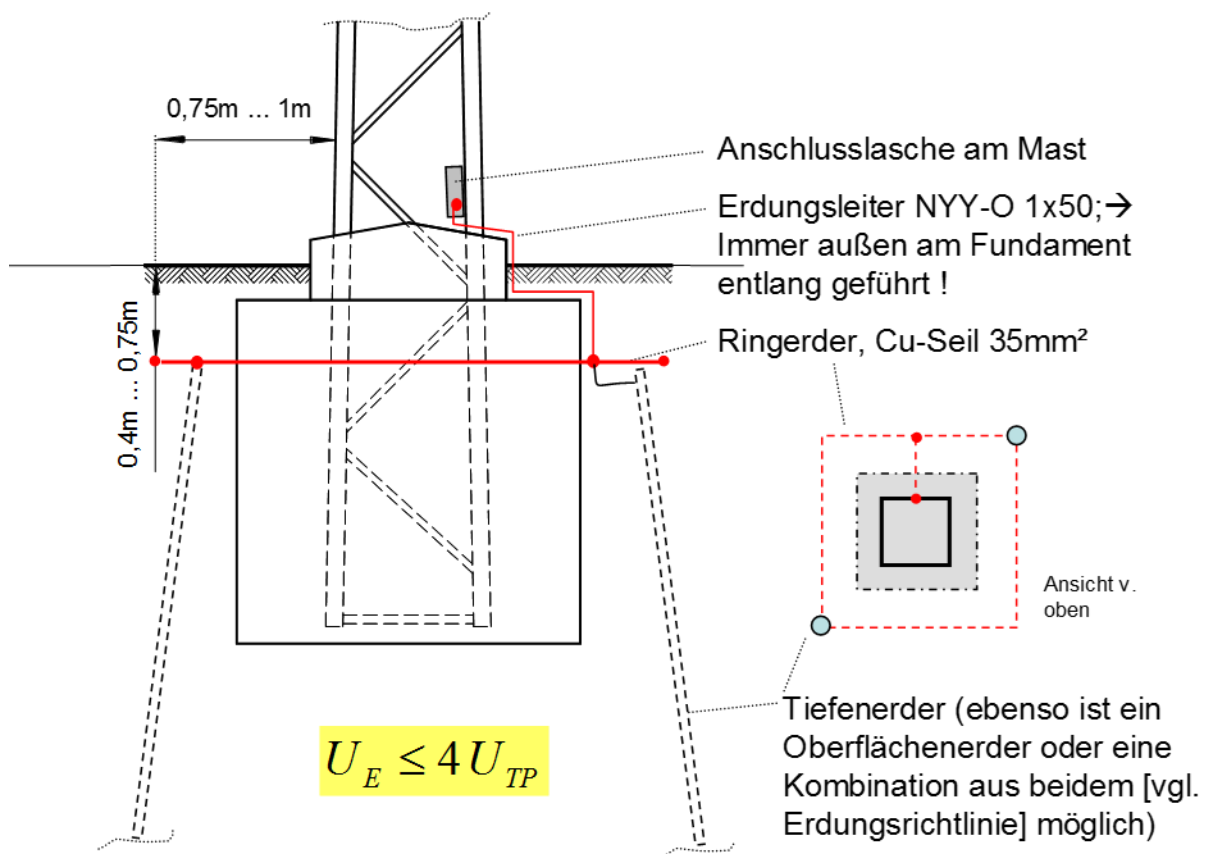 0,75m ... 1m
Anschlusslasche am Mast
Erdungsleiter NYY-O 1x50;→
Immer außen am Fundament
entlang geführt !
0,4m ... 0,75m
Ringerder, Cu-Seil 35mm²
Ansicht v.
oben
Tiefenerder (ebenso ist ein
Oberflächenerder oder eine
Kombination aus beidem [vgl.
Erdungsrichtlinie] möglich)
U_E ≤ 4 U_TP